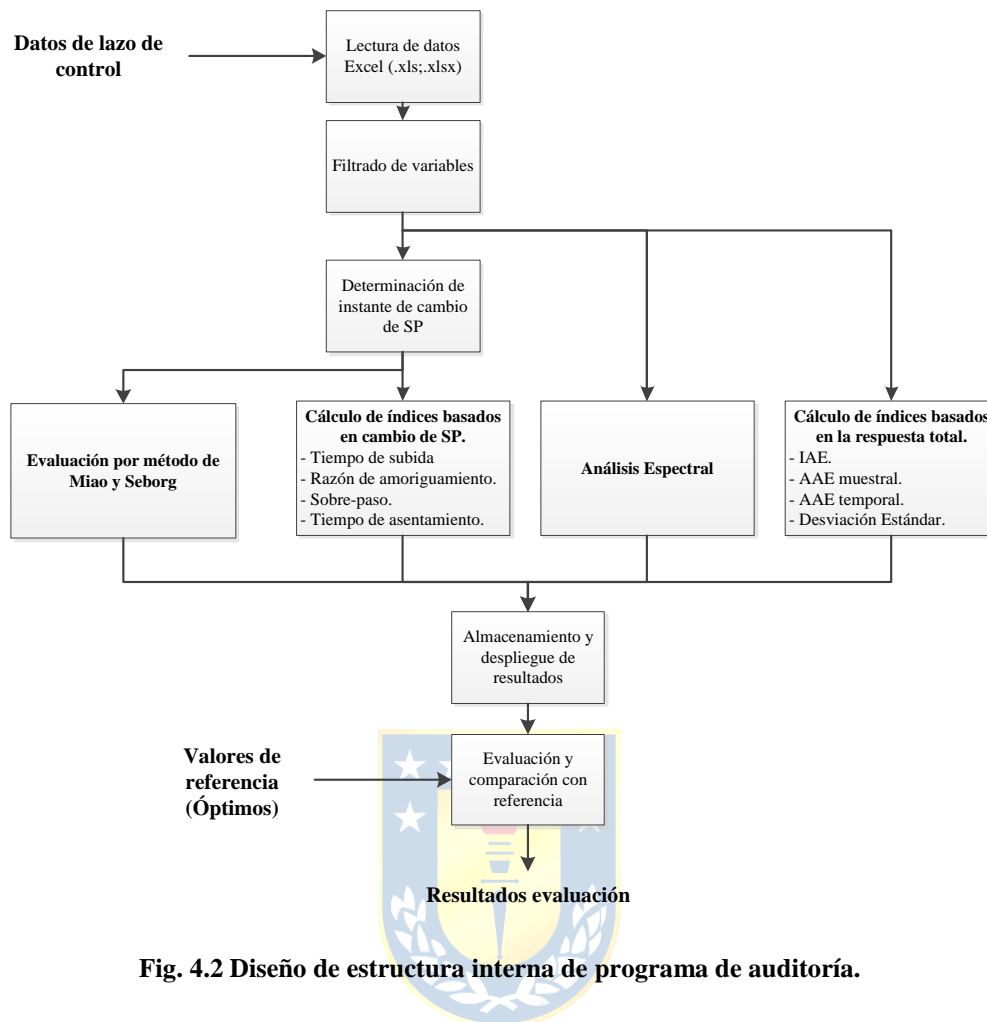 Datos de lazo de
control
Lectura de datos
Excel (.xls;.xlsx)
Filtrado de variables
Determinación de
instante de cambio
de SP
Evaluación por método de
Miao y Seborg
Cálculo de índices basados
en cambio de SP.
- Tiempo de subida
- Razón de amoriguamiento.
- Sobre-paso.
- Tiempo de asentamiento.
Análisis Espectral
Cálculo de índices basados
en la respuesta total.
- IAE.
- AAE muestral.
- AAE temporal.
- Desviación Estándar.
Almacenamiento y
despliegue de
resultados
Valores de
referencia
(Óptimos)
Evaluación y
comparación con
referencia
Resultados evaluación
Fig. 4.2 Diseño de estructura interna de programa de auditoría.